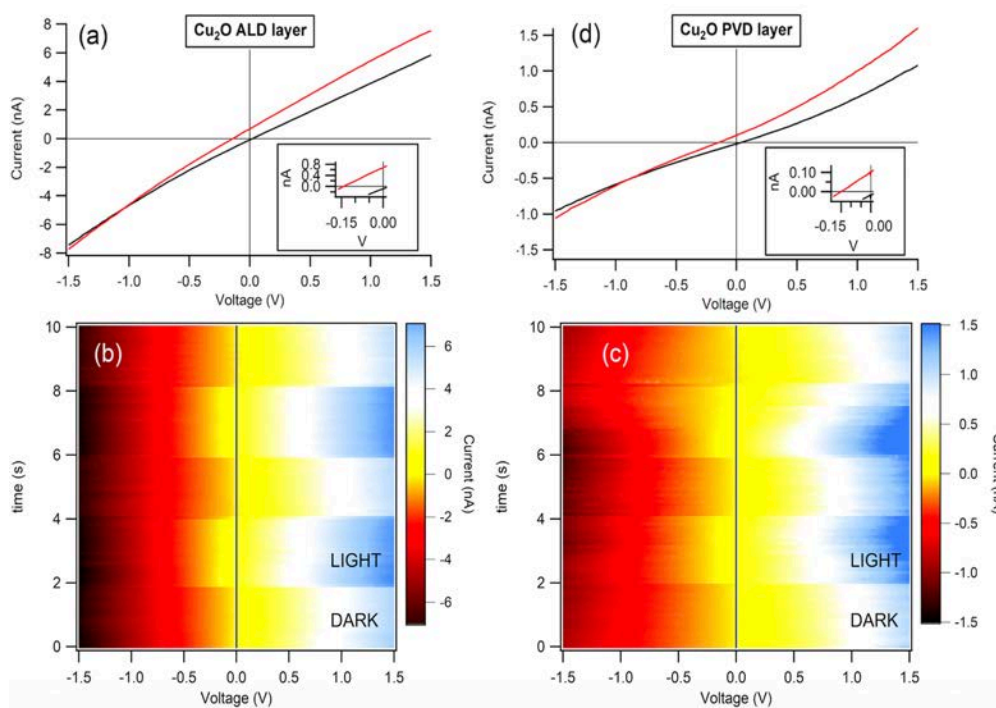 (a)
Cu₂O ALD layer
Current (nA)
8
6
4
2
0
-2
-4
-6
-8
-1.5 -1.0 -0.5 0.0 0.5 1.0 1.5
Voltage (V)
nA
0.8
0.4
0.0
-0.15 0.00
V
(d)
Cu₂O PVD layer
Current (nA)
1.5
1.0
0.5
0.0
-0.5
-1.0
-1.5
-1.5 -1.0 -0.5 0.0 0.5 1.0 1.5
Voltage (V)
nA
0.10
0.00
-0.15 0.00
V
(b)
time (s)
10
8
6
4
2
0
LIGHT
DARK
-1.5 -1.0 -0.5 0.0 0.5 1.0 1.5
Voltage (V)
6
4
2
0
-2
-4
-6
Current (nA)
(c)
time (s)
10
8
6
4
2
0
LIGHT
DARK
-1.5 -1.0 -0.5 0.0 0.5 1.0 1.5
Voltage (V)
1.5
1.0
0.5
0.0
-0.5
-1.0
-1.5